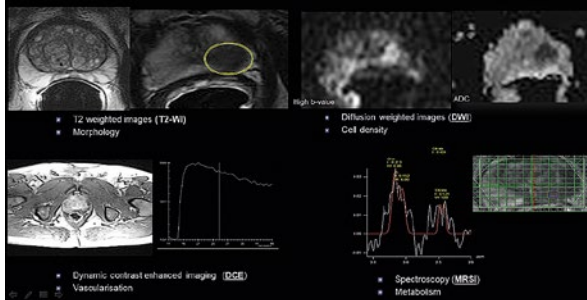 T2 weighted images (T2-WI)
Morphology
High b-value
ADC
Diffusion weighted images (DWI)
Cell density
Dynamic contrast enhanced imaging (DCE)
Vascularisation
Spectroscopy (MRSI)
Metabolism